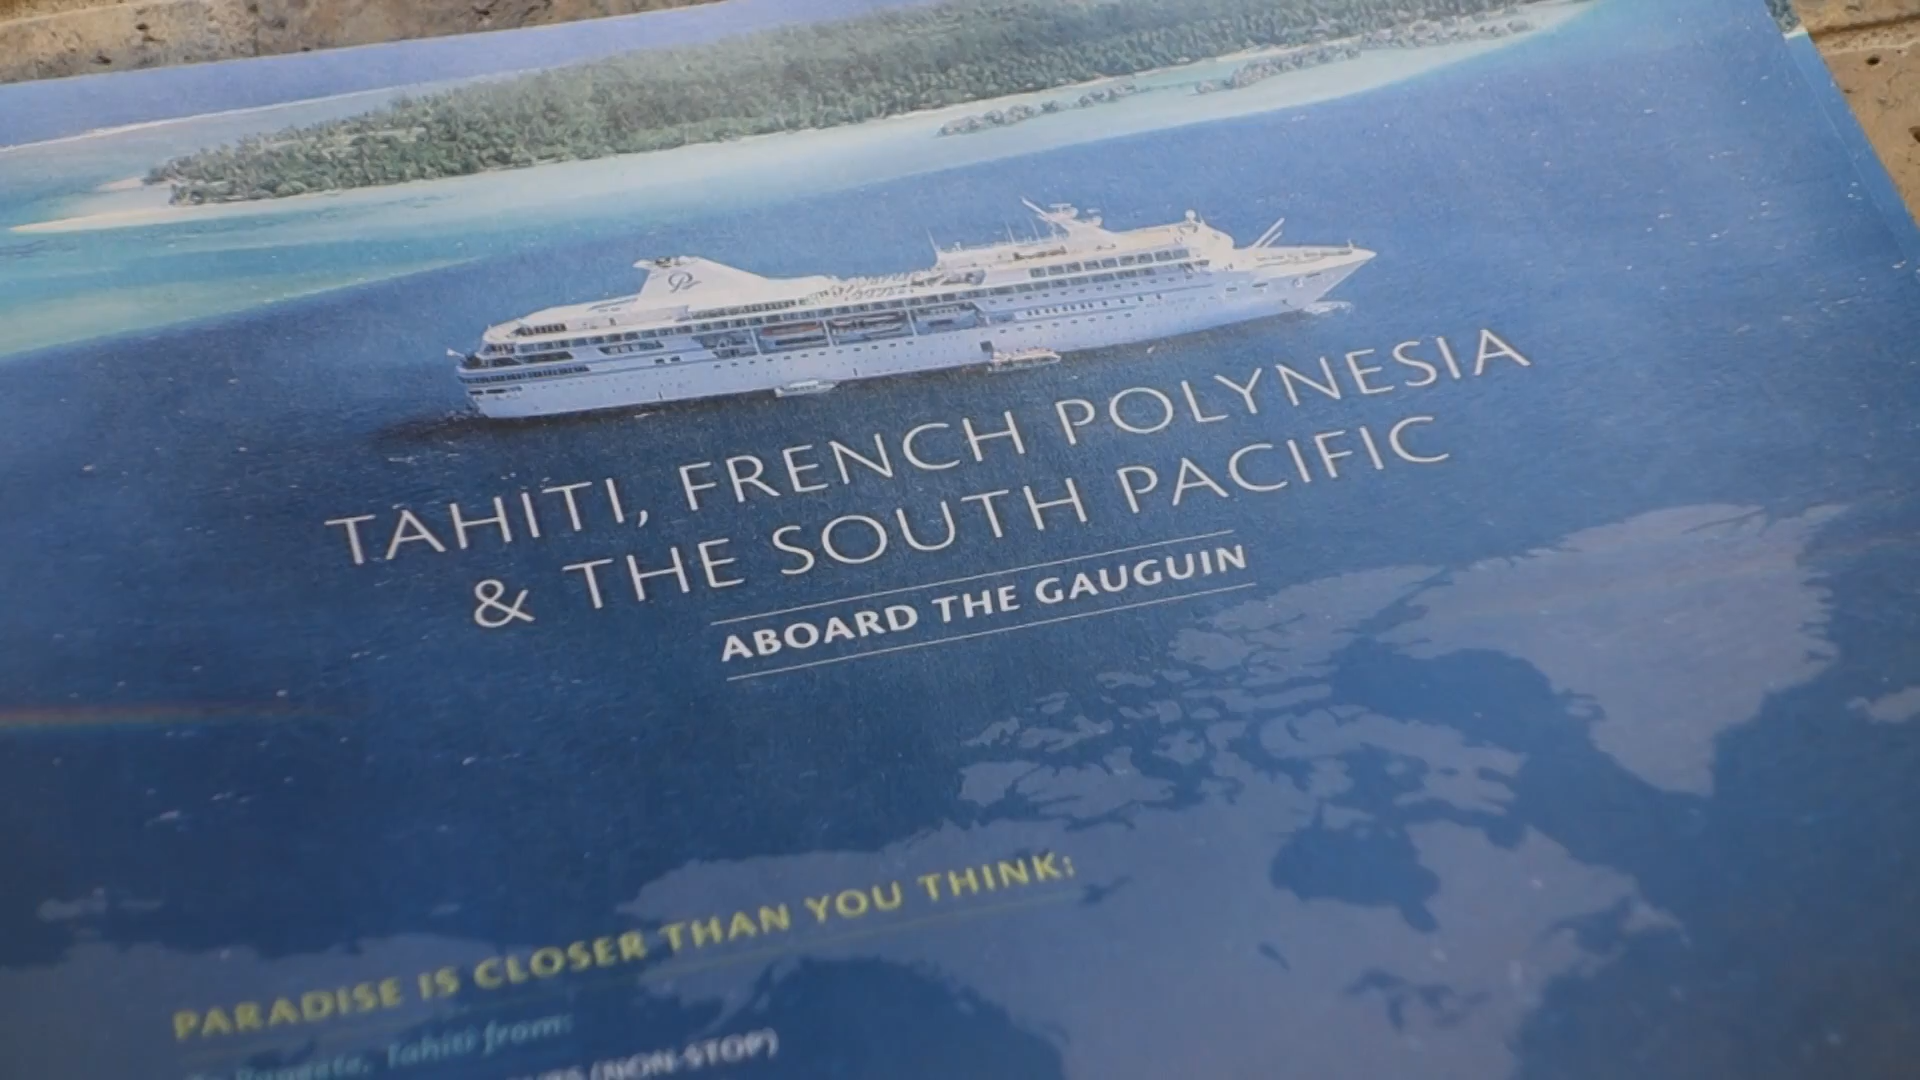 TAHITI, FRENCH POLYNESIA
& THE SOUTH PACIFIC
ABOARD THE GAUGUIN
PARADISE IS CLOSER THAN YOU THINK:
Papeete, Tahiti from:
(NON-STOP)